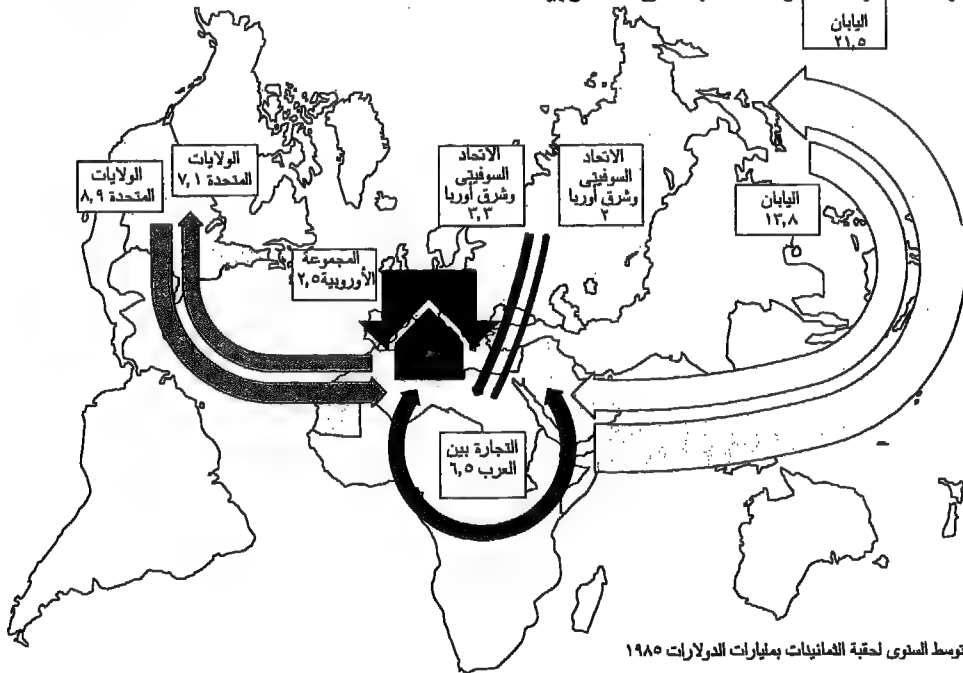 اليابان
٢١,٥
الولايات
المتحدة ٧,١
الولايات
المتحدة ٨,٩
الاتحاد
السوفيتى
وشرق أوربا
٣,٣
الاتحاد
السوفيتى
وشرق أوربا
٢
اليابان
١٣,٨
المجموعة
الأوروبية ٢,٥
التجارة بين
العرب ٦,٥
توسط السنوى لحقبة الثمانينات بمليارات الدولارات ١٩٨٥